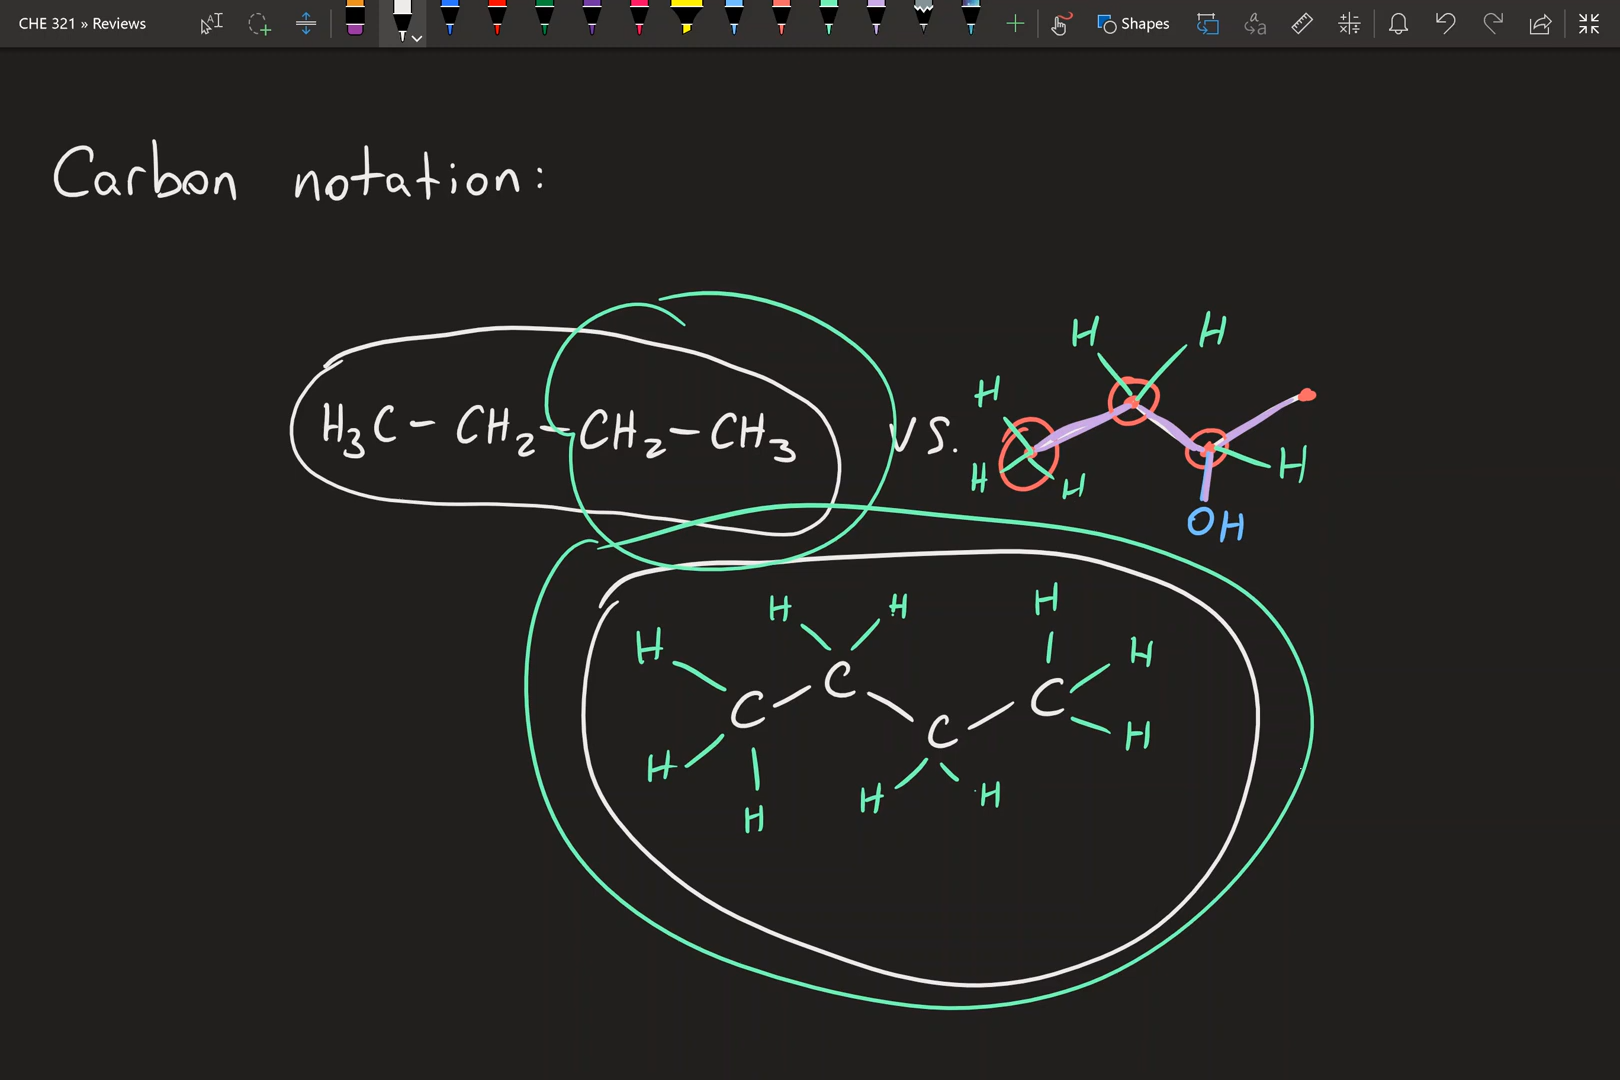 CHE 321 » Reviews
Shapes
Carbon notation:
H₃C – CH₂ – CH₂ – CH₃ vs.
H H
H
H H H
OH
H H H
H H
C C C C
H H
H H H